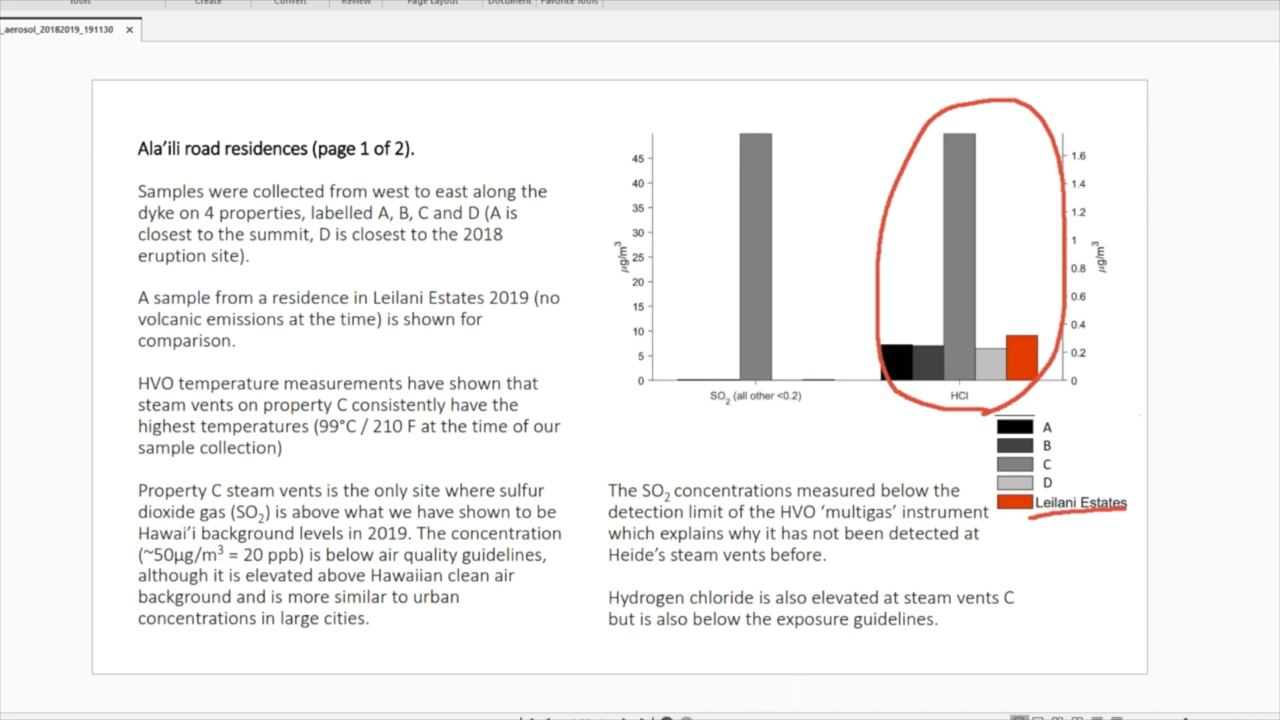 Tools
Create
Convert
Review
Page Layout
Document
Favorite Tools
_aerosol_20182019_191130 ×
Ala'ili road residences (page 1 of 2).
Samples were collected from west to east along the
dyke on 4 properties, labelled A, B, C and D (A is
closest to the summit, D is closest to the 2018
eruption site).
A sample from a residence in Leilani Estates 2019 (no
volcanic emissions at the time) is shown for
comparison.
HVO temperature measurements have shown that
steam vents on property C consistently have the
highest temperatures (99°C / 210 F at the time of our
sample collection)
Property C steam vents is the only site where sulfur
dioxide gas (SO₂) is above what we have shown to be
Hawai'i background levels in 2019. The concentration
(~50µg/m³ = 20 ppb) is below air quality guidelines,
although it is elevated above Hawaiian clean air
background and is more similar to urban
concentrations in large cities.
45
40
35
30
25
20
15
10
5
0
µg/m³
1.6
1.4
1.2
1
0.8
0.6
0.4
0.2
0
µg/m³
SO₂ (all other <0.2)
HCl
A
B
C
D
Leilani Estates
The SO₂ concentrations measured below the
detection limit of the HVO 'multigas' instrument
which explains why it has not been detected at
Heide's steam vents before.
Hydrogen chloride is also elevated at steam vents C
but is also below the exposure guidelines.